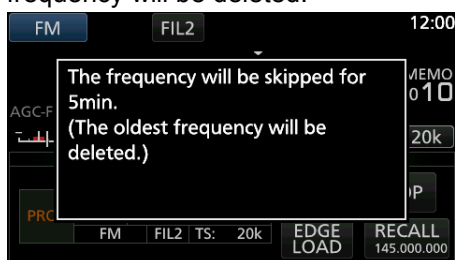 frequency will be deleted.
FM FIL2 12:00
The frequency will be skipped for
5min.
(The oldest frequency will be
deleted.)
MEMO
010
AGC-F
20k
PRO
OP
FM FIL2 TS: 20k
EDGE
LOAD
RECALL
145.000.000